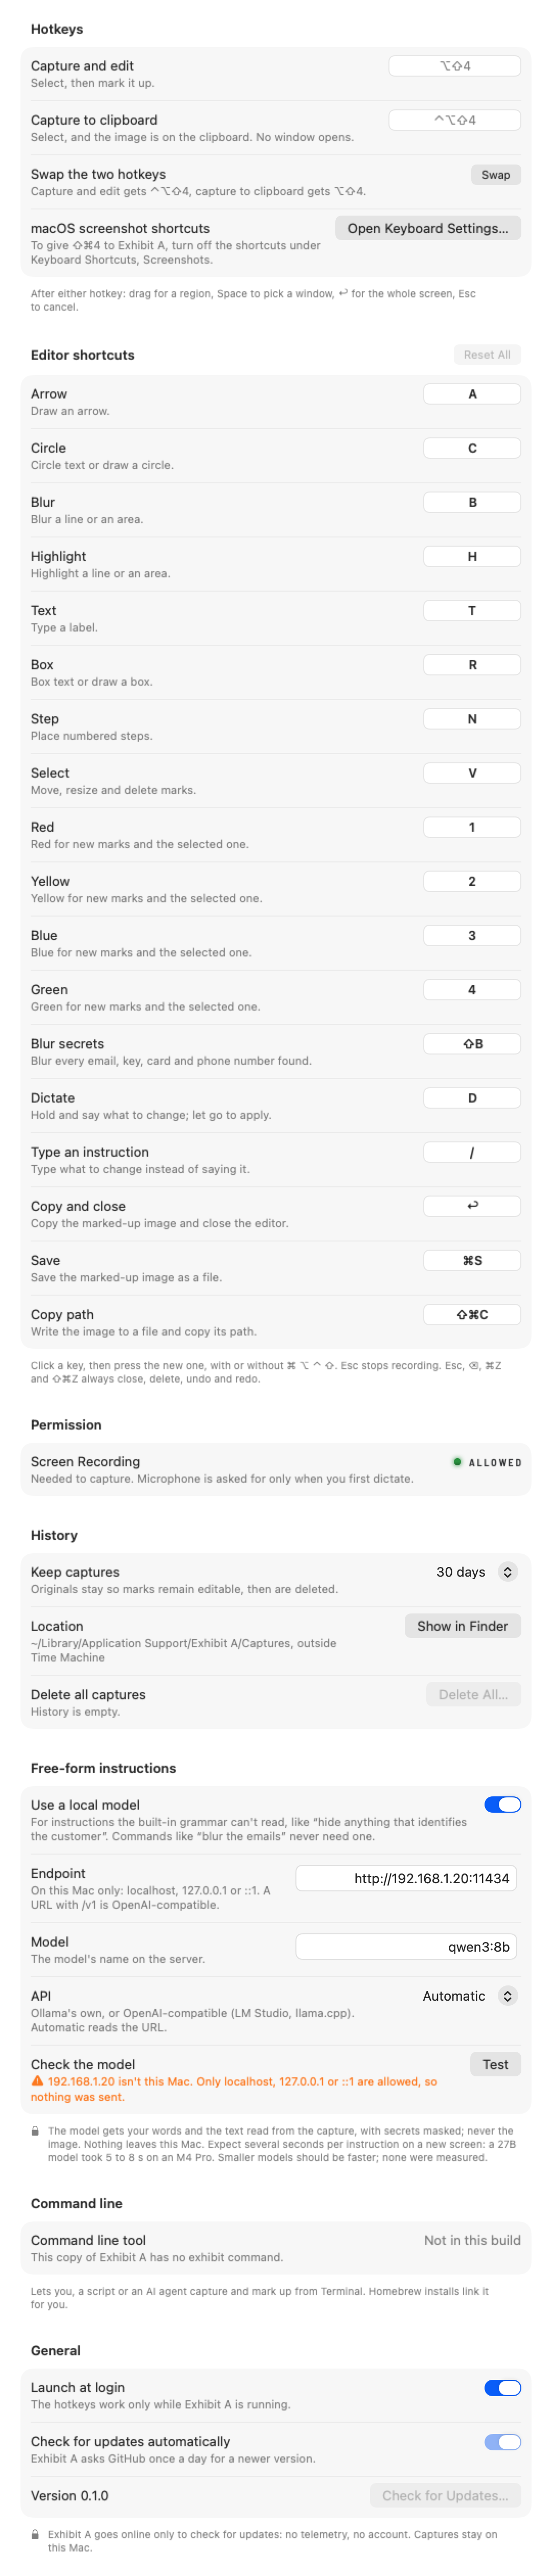 Hotkeys
Capture and edit
⌥⇧4
Select, then mark it up.
Capture to clipboard
⌃⌥⇧4
Select, and the image is on the clipboard. No window opens.
Swap the two hotkeys
Swap
Capture and edit gets ⌃⌥⇧4, capture to clipboard gets ⌥⇧4.
macOS screenshot shortcuts
Open Keyboard Settings...
To give ⇧⌘4 to Exhibit A, turn off the shortcuts under
Keyboard Shortcuts, Screenshots.
After either hotkey: drag for a region, Space to pick a window, ↩ for the whole screen, Esc
to cancel.
Editor shortcuts
Reset All
Arrow
A
Draw an arrow.
Circle
C
Circle text or draw a circle.
Blur
B
Blur a line or an area.
Highlight
H
Highlight a line or an area.
Text
T
Type a label.
Box
R
Box text or draw a box.
Step
N
Place numbered steps.
Select
V
Move, resize and delete marks.
Red
1
Red for new marks and the selected one.
Yellow
2
Yellow for new marks and the selected one.
Blue
3
Blue for new marks and the selected one.
Green
4
Green for new marks and the selected one.
Blur secrets
⇧B
Blur every email, key, card and phone number found.
Dictate
D
Hold and say what to change; let go to apply.
Type an instruction
/
Type what to change instead of saying it.
Copy and close
↩
Copy the marked-up image and close the editor.
Save
⌘S
Save the marked-up image as a file.
Copy path
⇧⌘C
Write the image to a file and copy its path.
Click a key, then press the new one, with or without ⌘ ⌥ ⌃ ⇧. Esc stops recording. Esc, ⌫, ⌘Z
and ⇧⌘Z always close, delete, undo and redo.
Permission
Screen Recording
ALLOWED
Needed to capture. Microphone is asked for only when you first dictate.
History
Keep captures
30 days
Originals stay so marks remain editable, then are deleted.
Location
Show in Finder
~/Library/Application Support/Exhibit A/Captures, outside
Time Machine
Delete all captures
Delete All...
History is empty.
Free-form instructions
Use a local model
For instructions the built-in grammar can't read, like “hide anything that identifies
the customer”. Commands like “blur the emails” never need one.
Endpoint
http://192.168.1.20:11434
On this Mac only: localhost, 127.0.0.1 or ::1. A
URL with /v1 is OpenAI-compatible.
Model
qwen3:8b
The model's name on the server.
API
Automatic
Ollama's own, or OpenAI-compatible (LM Studio, llama.cpp).
Automatic reads the URL.
Check the model
Test
192.168.1.20 isn't this Mac. Only localhost, 127.0.0.1 or ::1 are allowed, so
nothing was sent.
The model gets your words and the text read from the capture, with secrets masked; never the
image. Nothing leaves this Mac. Expect several seconds per instruction on a new screen: a 27B
model took 5 to 8 s on an M4 Pro. Smaller models should be faster; none were measured.
Command line
Command line tool
Not in this build
This copy of Exhibit A has no exhibit command.
Lets you, a script or an AI agent capture and mark up from Terminal. Homebrew installs link it
for you.
General
Launch at login
The hotkeys work only while Exhibit A is running.
Check for updates automatically
Exhibit A asks GitHub once a day for a newer version.
Version 0.1.0
Check for Updates...
Exhibit A goes online only to check for updates: no telemetry, no account. Captures stay on
this Mac.